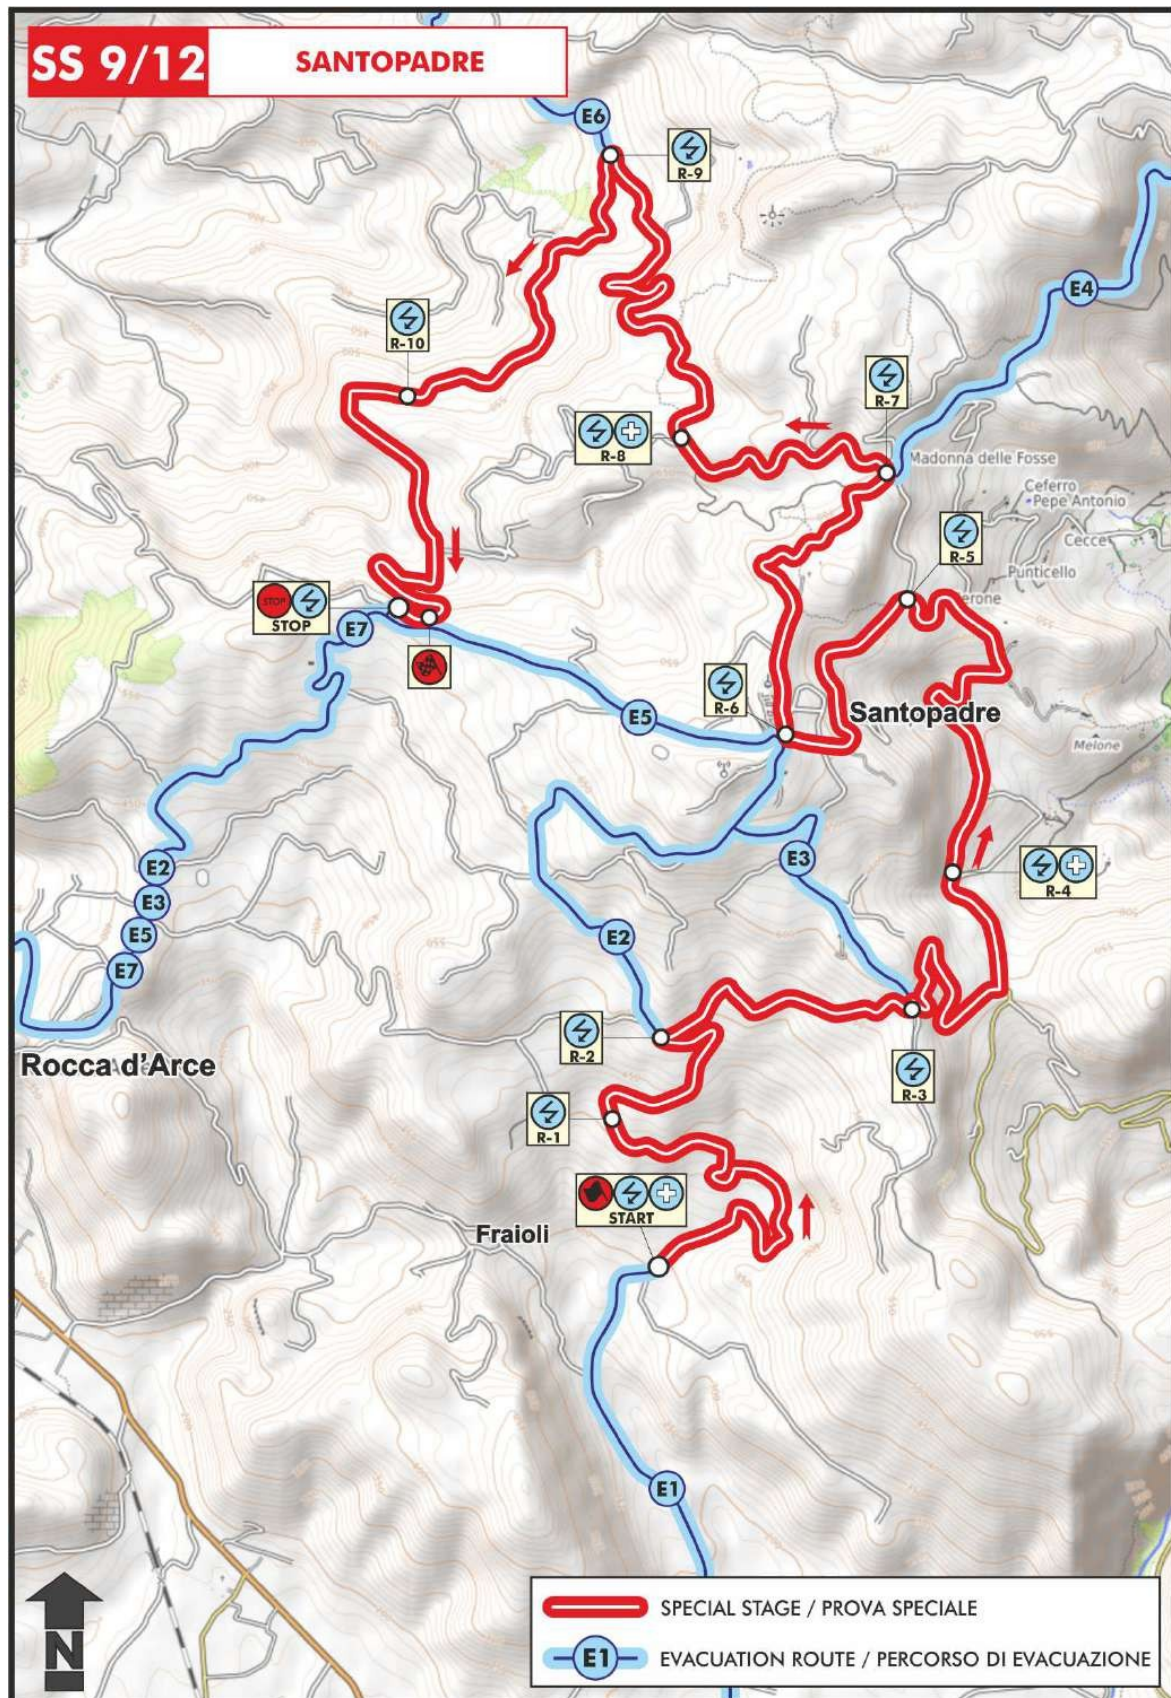 SS 9/12 SANTOPADRE
E6
R-9
E4
R-10
R-7
R-8
Madonna delle Fosse
Ceferro
Pepe Antonio
R-5
Cecce
Punticello
STOP
STOP
E7
R-6
E5
Santopadre
Melone
E2
E3
R-4
E3
E5
E2
E7
R-2
Rocca d'Arce
R-3
R-1
START
Fraioli
E1
N
SPECIAL STAGE / PROVA SPECIALE
E1 EVACUATION ROUTE / PERCORSO DI EVACUAZIONE